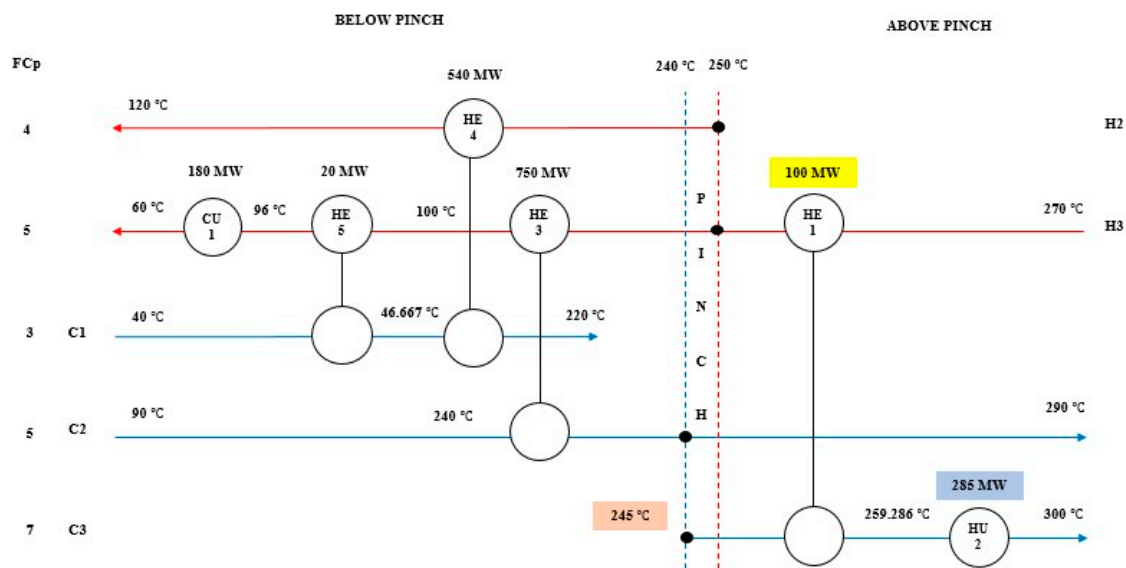 BELOW PINCH
ABOVE PINCH
FCp
240 °C 250 °C
540 MW
120 °C
HE
4
4
H2
180 MW
20 MW
750 MW
100 MW
60 °C
CU
1
96 °C
HE
5
100 °C
HE
3
P
I
N
C
H
HE
1
270 °C
5
H3
3 C1
40 °C
46.667 °C
220 °C
5 C2
90 °C
240 °C
290 °C
7 C3
245 °C
259.286 °C
285 MW
HU
2
300 °C